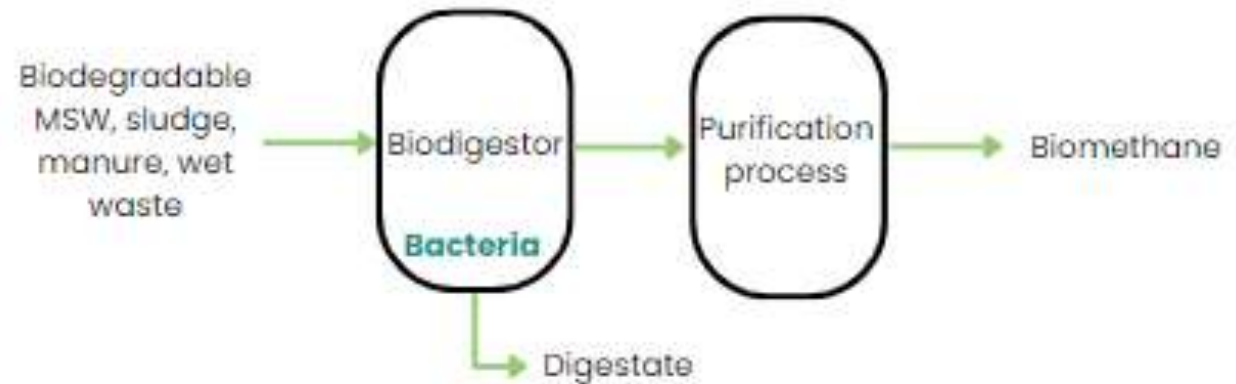 Biodegradable
MSW, sludge,
manure, wet
waste
Biodigestor
Bacteria
Purification
process
Biomethane
Digestate